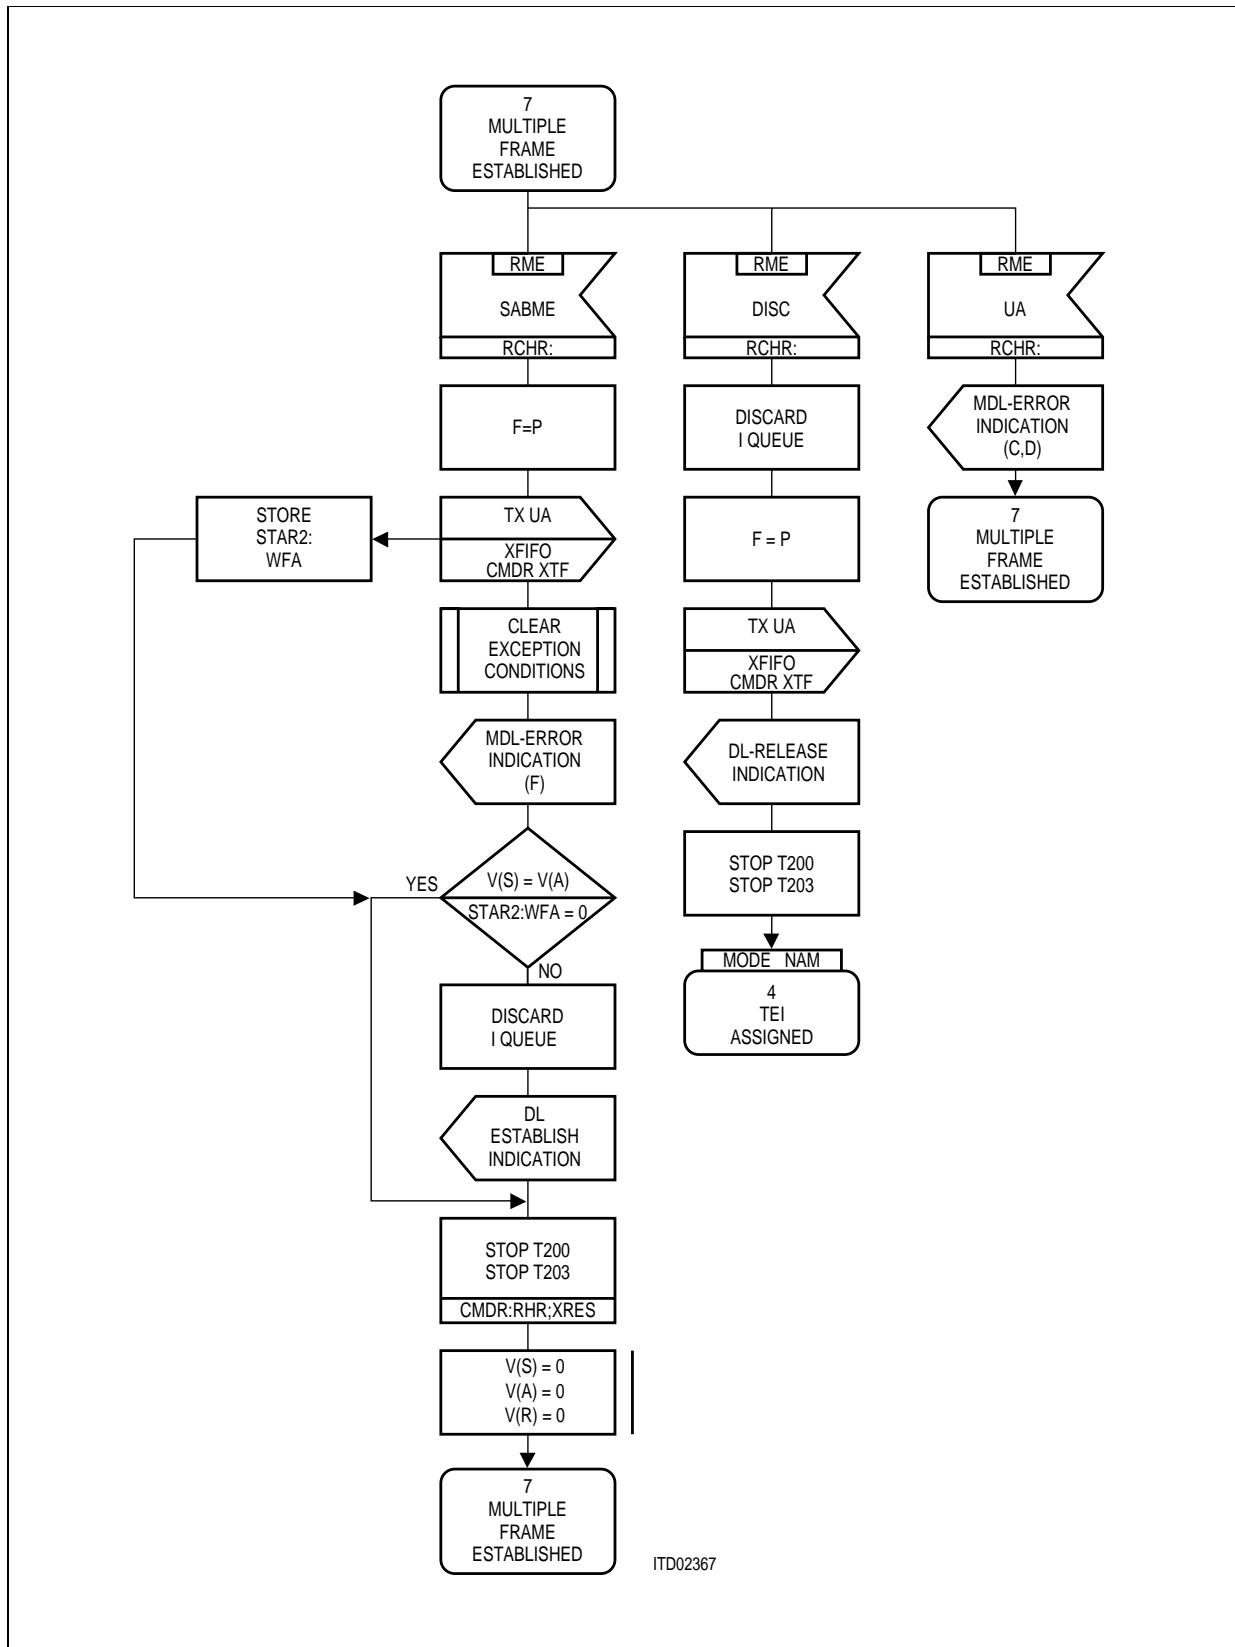 7
MULTIPLE
FRAME
ESTABLISHED
RME
SABME
RCHR:
F=P
TX UA
XFIFO
CMDR XTF
STORE
STAR2:
WFA
CLEAR
EXCEPTION
CONDITIONS
MDL-ERROR
INDICATION
(F)
YES
V(S) = V(A)
STAR2:WFA = 0
NO
DISCARD
I QUEUE
DL
ESTABLISH
INDICATION
STOP T200
STOP T203
CMDR:RHR;XRES
V(S) = 0
V(A) = 0
V(R) = 0
7
MULTIPLE
FRAME
ESTABLISHED
RME
DISC
RCHR:
DISCARD
I QUEUE
F = P
TX UA
XFIFO
CMDR XTF
DL-RELEASE
INDICATION
STOP T200
STOP T203
MODE NAM
4
TEI
ASSIGNED
RME
UA
RCHR:
MDL-ERROR
INDICATION
(C,D)
7
MULTIPLE
FRAME
ESTABLISHED
ITD02367